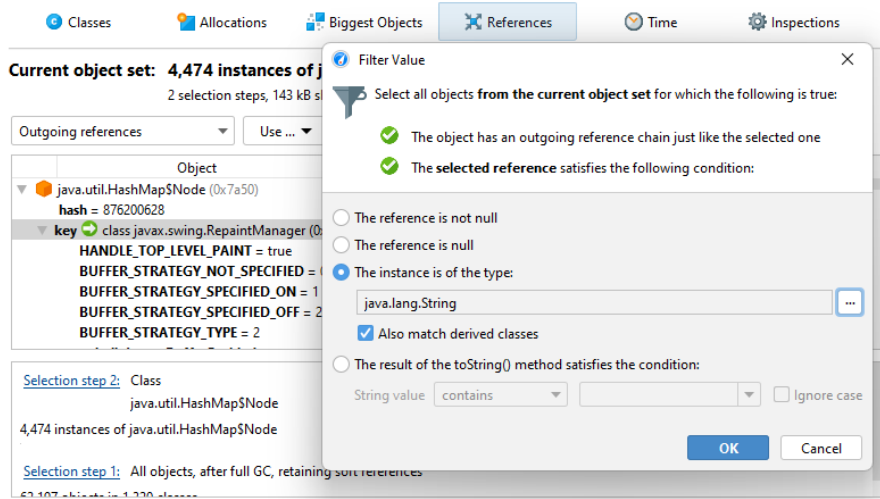 Classes
Allocations
Biggest Objects
References
Time
Inspections
Current object set: 4,474 instances of j
2 selection steps, 143 kB sl
Outgoing references
Use ...
Object
java.util.HashMap$Node (0x7a50)
hash = 876200628
key class javax.swing.RepaintManager (0x
HANDLE_TOP_LEVEL_PAINT = true
BUFFER_STRATEGY_NOT_SPECIFIED =
BUFFER_STRATEGY_SPECIFIED_ON = 1
BUFFER_STRATEGY_SPECIFIED_OFF = 2
BUFFER_STRATEGY_TYPE = 2
Selection step 2: Class
java.util.HashMap$Node
4,474 instances of java.util.HashMap$Node
Selection step 1: All objects, after full GC, retaining soft references
Filter Value
Select all objects from the current object set for which the following is true:
The object has an outgoing reference chain just like the selected one
The selected reference satisfies the following condition:
The reference is not null
The reference is null
The instance is of the type:
java.lang.String
...
Also match derived classes
The result of the toString() method satisfies the condition:
String value contains Ignore case
OK Cancel